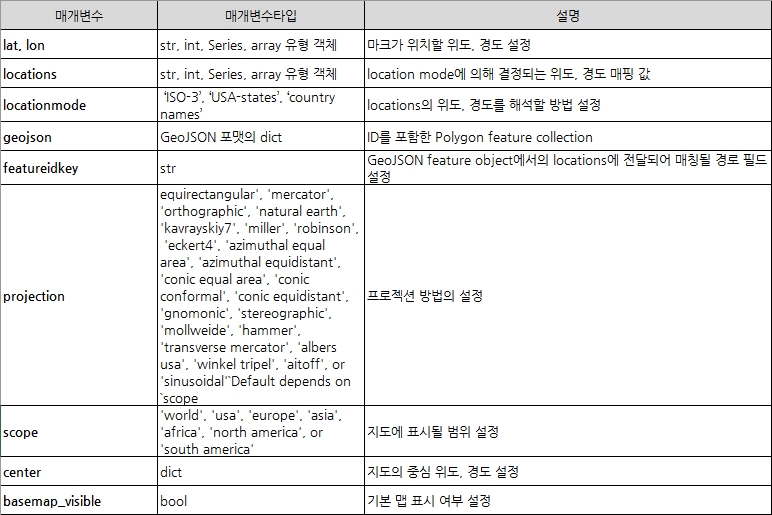 매개변수 매개변수타입 설명
lat, lon str, int, Series, array 유형 객체 마크가 위치할 위도, 경도 설정
locations str, int, Series, array 유형 객체 location mode에 의해 결정되는 위도, 경도 매핑 값
locationmode 'ISO-3', 'USA-states', 'country
names' locations의 위도, 경도를 해석할 방법 설정
geojson GeoJSON 포맷의 dict ID를 포함한 Polygon feature collection
featureidkey str GeoJSON feature object에서의 locations에 전달되어 매칭될 경로 필드
설정
projection
equirectangular', 'mercator',
'orthographic', 'natural earth',
'kavrayskiy7', 'miller', 'robinson',
'eckert4', 'azimuthal equal
area', 'azimuthal equidistant',
'conic equal area', 'conic
conformal', 'conic equidistant',
'gnomonic', 'stereographic',
'mollweide', 'hammer',
'transverse mercator', 'albers
usa', 'winkel tripel', 'aitoff', or
'sinusoidal'`Default depends on
`scope
프로젝션 방법의 설정
scope
'world', 'usa', 'europe', 'asia',
'africa', 'north america', or
'south america'
지도에 표시될 범위 설정
center dict 지도의 중심 위도, 경도 설정
basemap_visible bool 기본 맵 표시 여부 설정